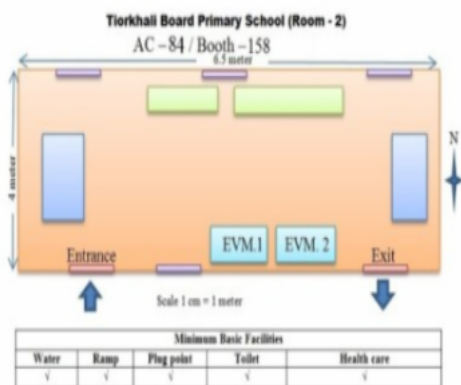 Tiorkhali Board Primary School (Room - 2)
AC – 84 / Booth –158
6.5 meter
4 meter
N
EVM.1 EVM. 2
Entrance Exit
Scale 1 cm = 1 meter
Minimum Basic Facilities
Water Ramp Plug point Toilet Health care
√ √ √ √ √